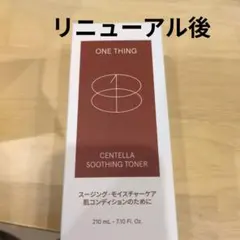 リニューアル後
ONE THING
CENTELLA
SOOTHING TONER
スージング・モイスチャーケア
肌コンディションのために
210 mL - 7.10 Fl. Oz.